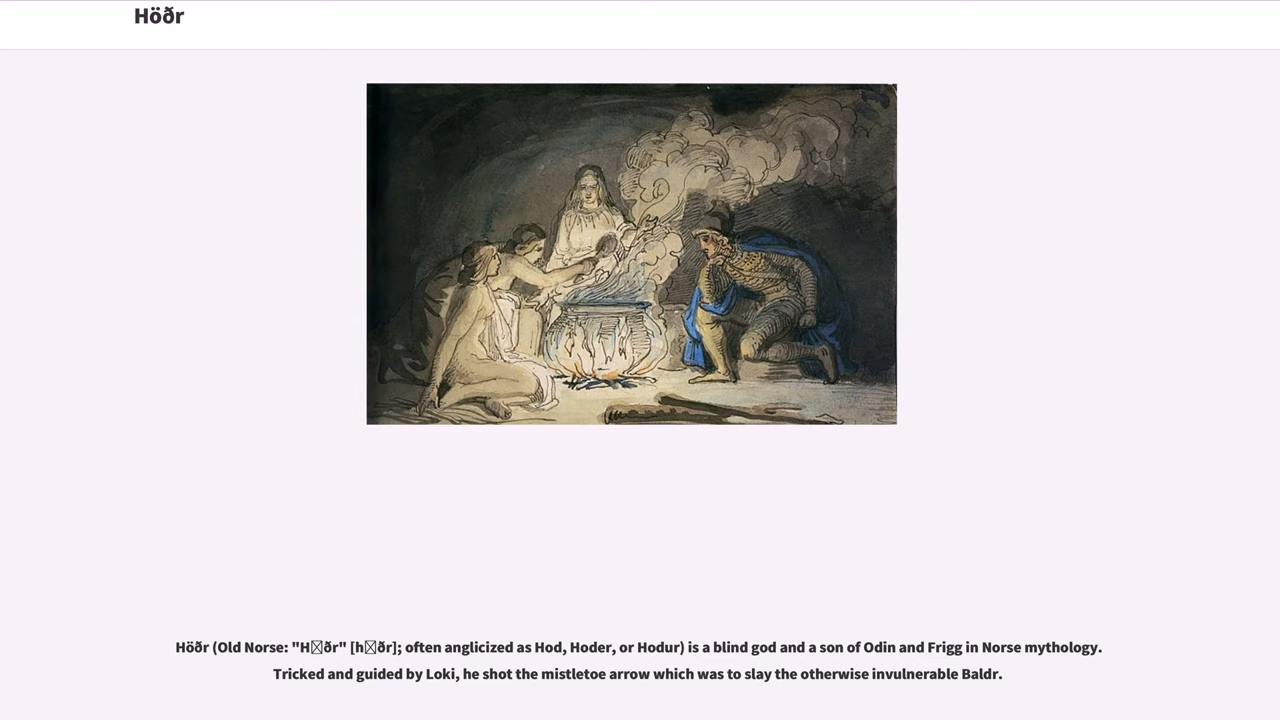 Höðr
Höðr (Old Norse: "H▯ðr" [h▯ðr]; often anglicized as Hod, Hoder, or Hodur) is a blind god and a son of Odin and Frigg in Norse mythology.
Tricked and guided by Loki, he shot the mistletoe arrow which was to slay the otherwise invulnerable Baldr.